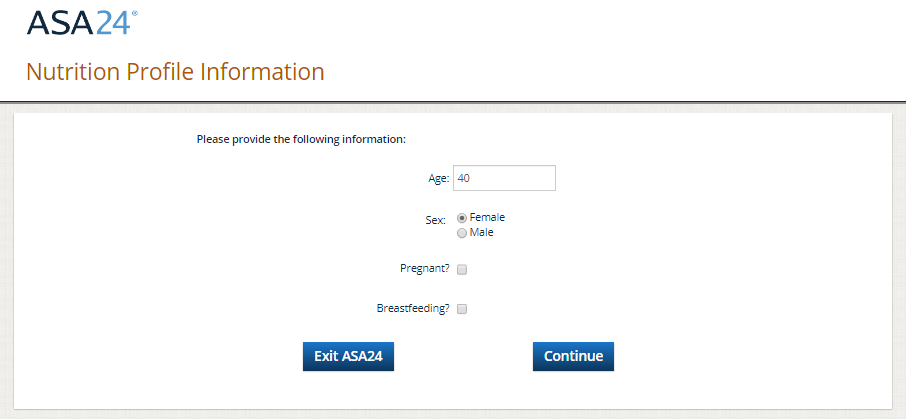 ASA24®
Nutrition Profile Information
Please provide the following information:
Age: 40
Sex: Female
Male
Pregnant?
Breastfeeding?
Exit ASA24 Continue